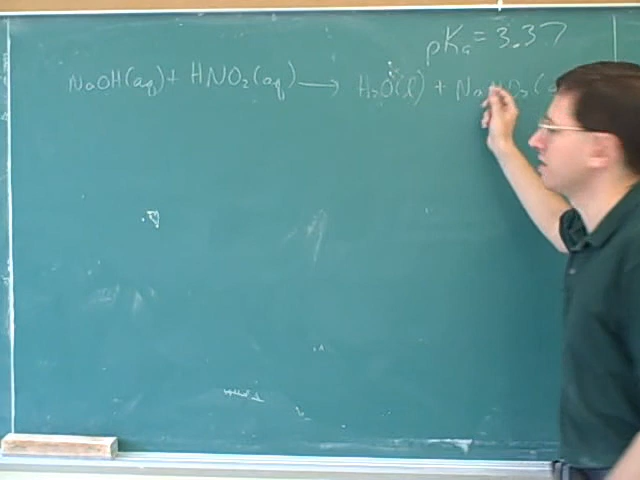 pKₐ = 3.37
NaOH(aq) + HNO₂(aq) → H₂O(l) + NaNO₂(a